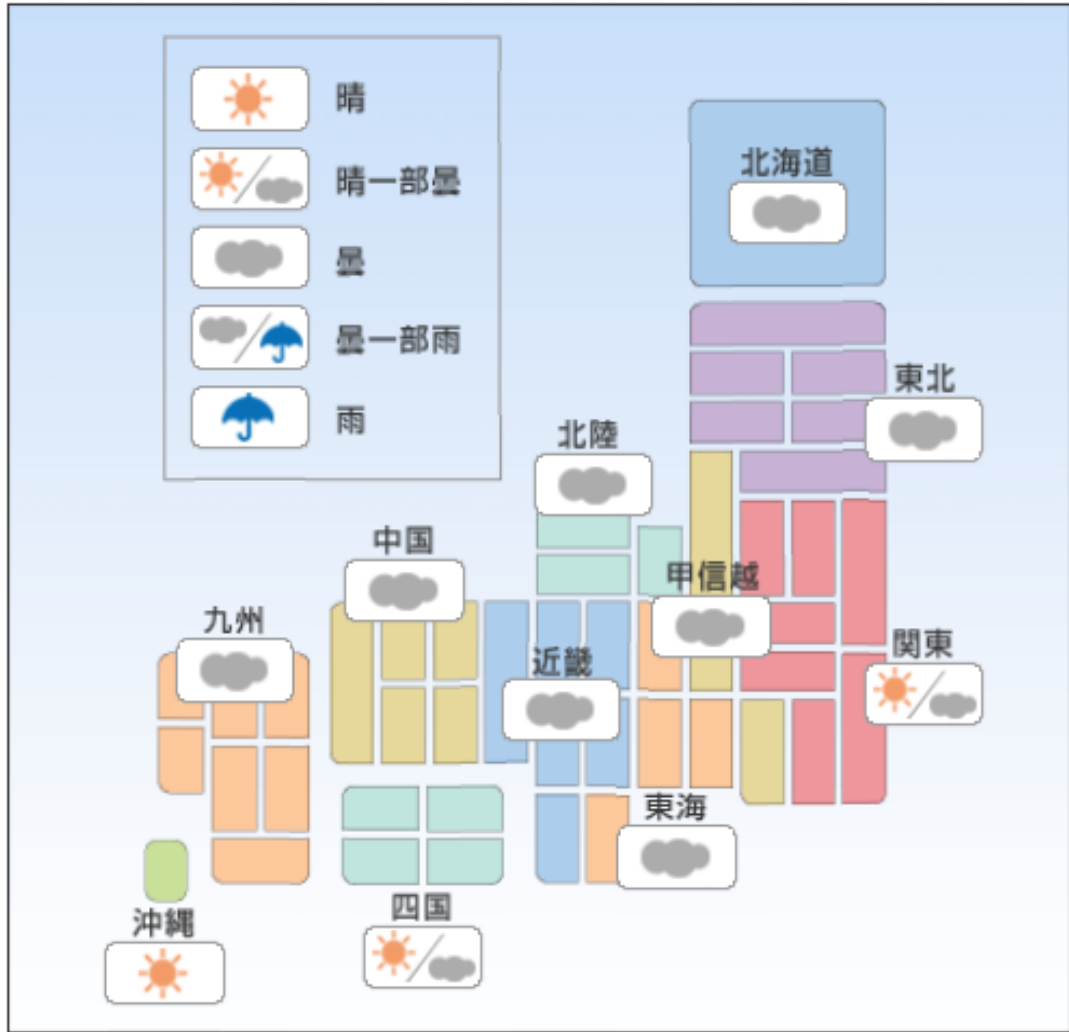 晴
晴一部曇
曇
曇一部雨
雨
北海道
東北
北陸
中国
甲信越
九州
関東
近畿
東海
四国
沖縄